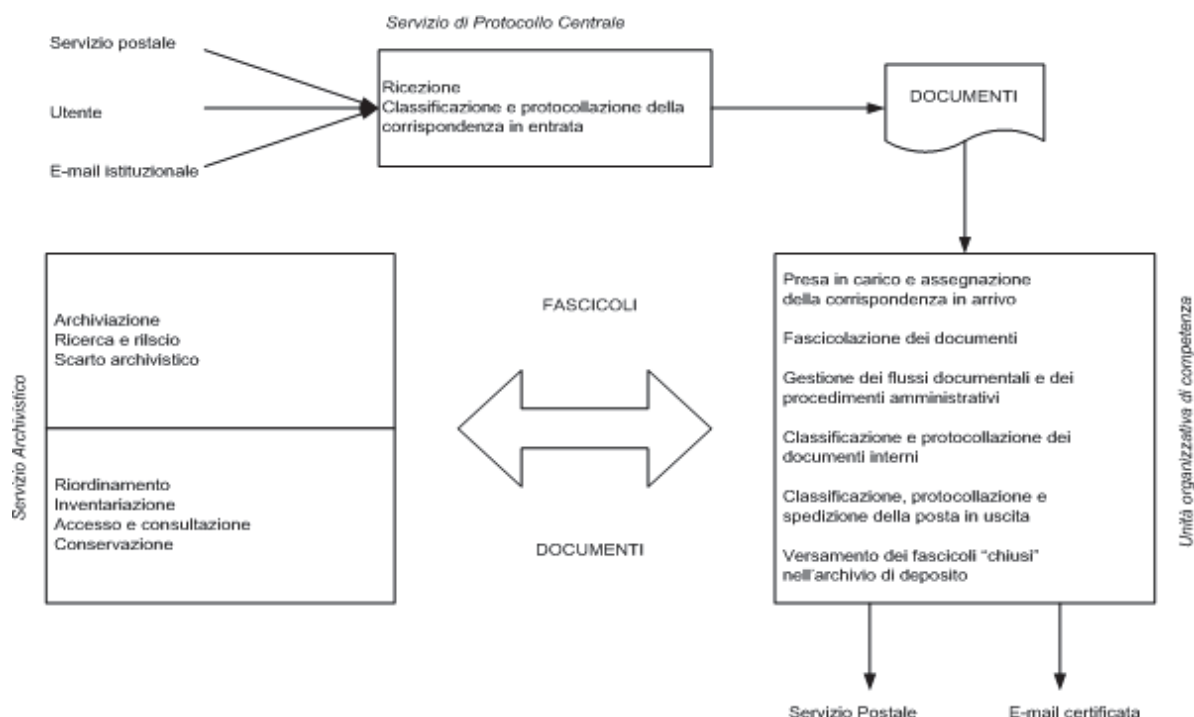 Servizio di Protocollo Centrale
Servizio postale
Utente
E-mail istituzionale
Ricezione
Classificazione e protocollazione della
corrispondenza in entrata
DOCUMENTI
Servizio Archivistico
Archiviazione
Ricerca e rilscio
Scarto archivistico
Riordinamento
Inventariazione
Accesso e consultazione
Conservazione
FASCICOLI
DOCUMENTI
Presa in carico e assegnazione
della corrispondenza in arrivo
Fascicolazione dei documenti
Gestione dei flussi documentali e dei
procedimenti amministrativi
Classificazione e protocollazione dei
documenti interni
Classificazione, protocollazione e
spedizione della posta in uscita
Versamento dei fascicoli “chiusi”
nell'archivio di deposito
Unità organizzativa di competenza
Servizio Postale
E-mail certificata